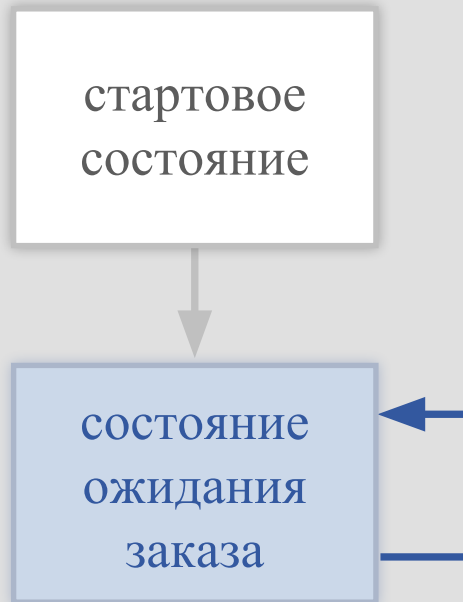 стартовое
состояние
состояние
ожидания
заказа